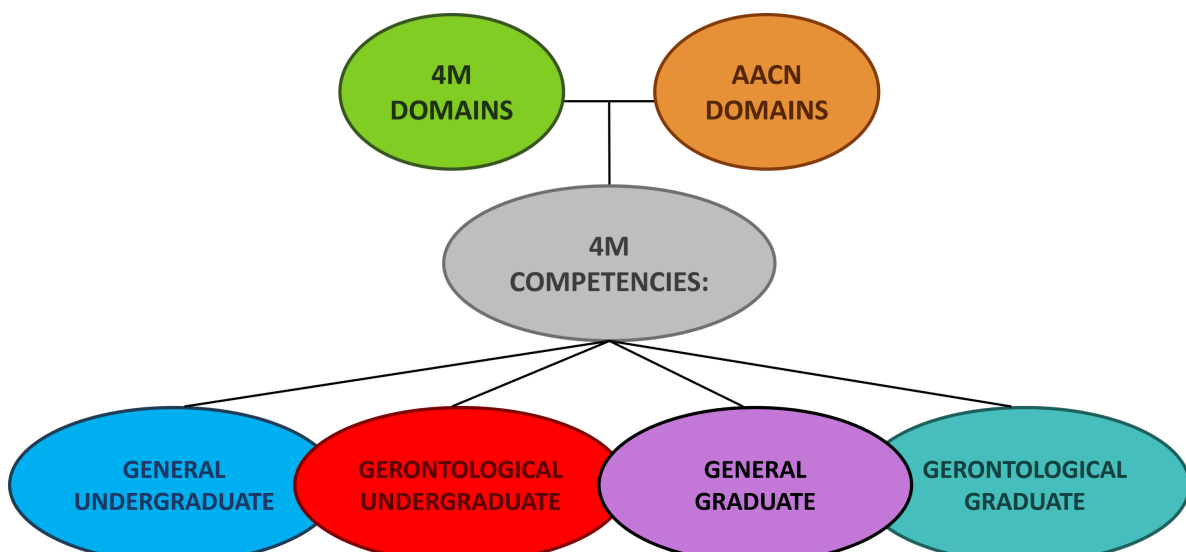 4M
DOMAINS
AACN
DOMAINS
4M
COMPETENCIES:
GENERAL
UNDERGRADUATE
GERONTOLOGICAL
UNDERGRADUATE
GENERAL
GRADUATE
GERONTOLOGICAL
GRADUATE